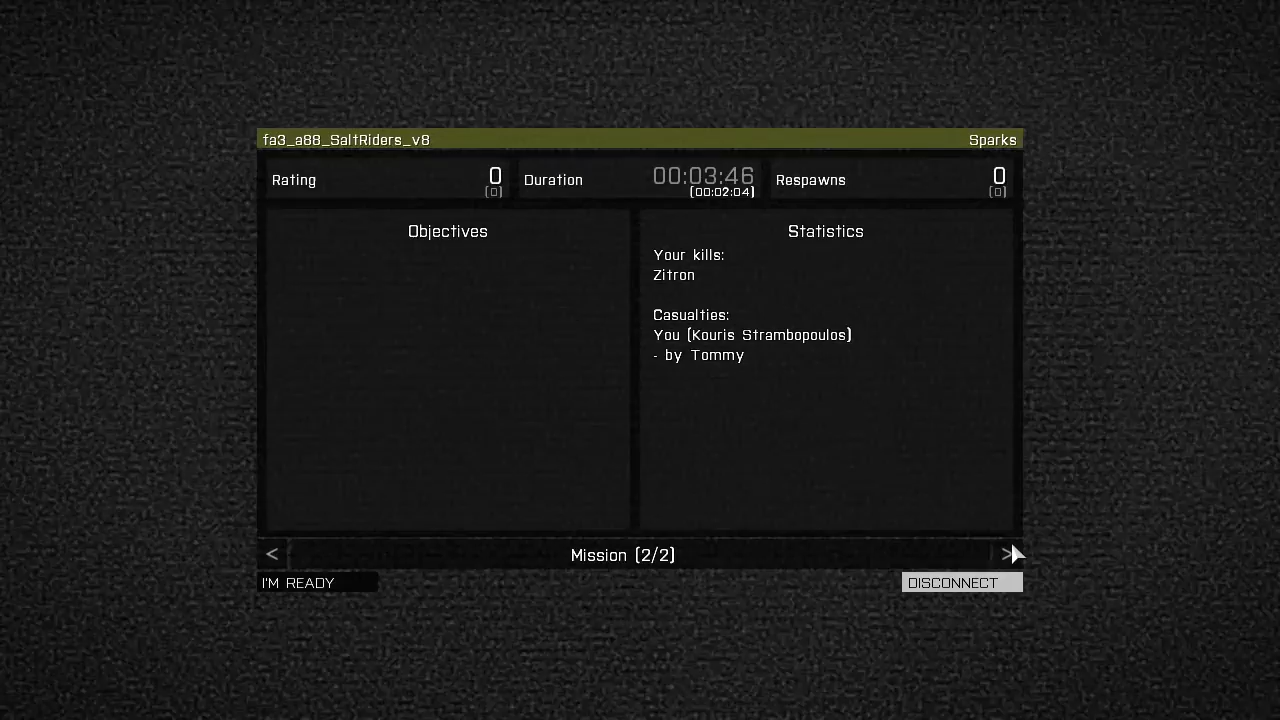 fa3_a88_SaltRiders_v8 Sparks
Rating 0 Duration 00:03:46 Respawns 0
(0) (00:02:04) (0)
Objectives Statistics
Your kills:
Zitron
Casualties:
You (Kouris Strambopoulos)
- by Tommy
< Mission (2/2) >
I'M READY DISCONNECT